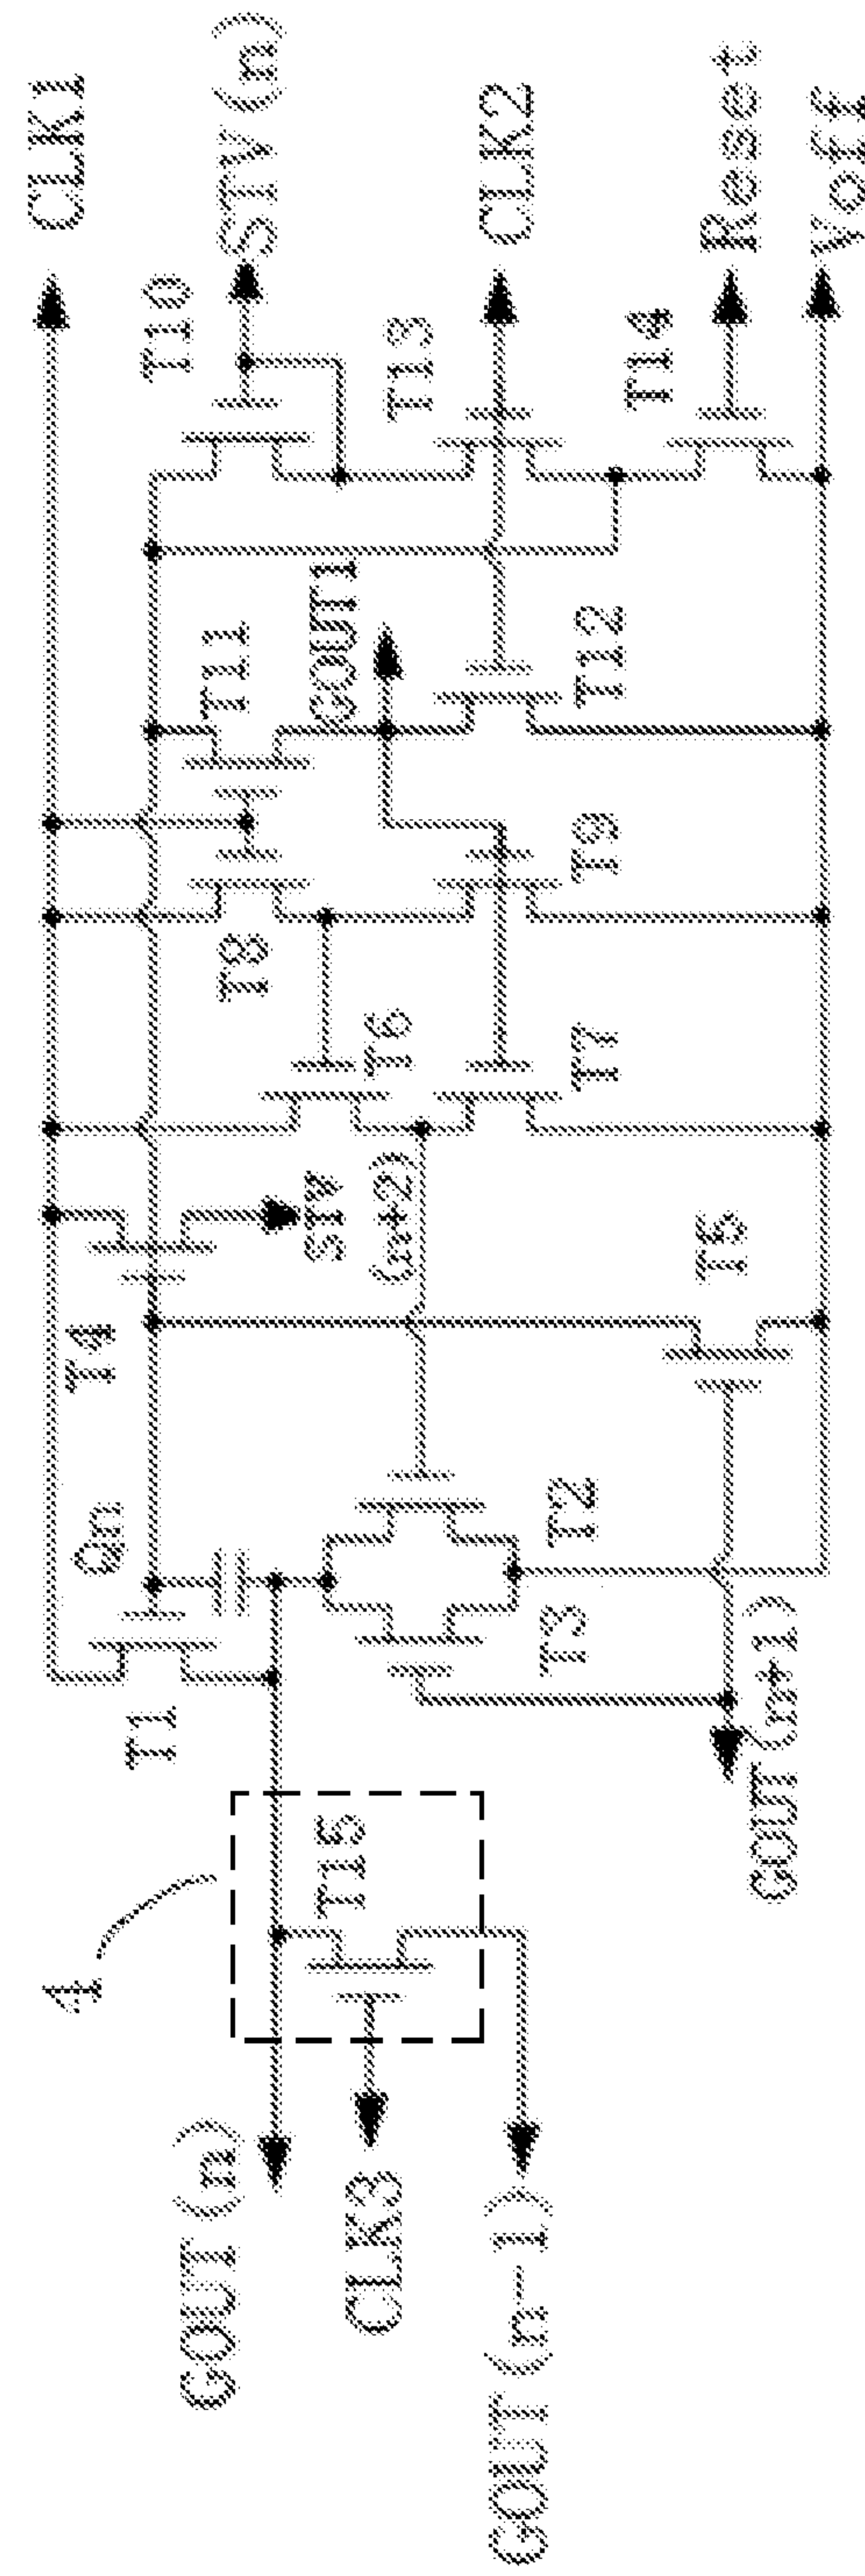 CLK1
STV(n)
CLK2
Reset
Voff
T10
T13
T14
T11
GOUT1
T12
T8
T9
T6
T7
STV
(n+2)
T4
T5
Qn
T2
T3
T1
GOUT(n+1)
4
T15
GOUT(n)
CLK3
GOUT(n-1)